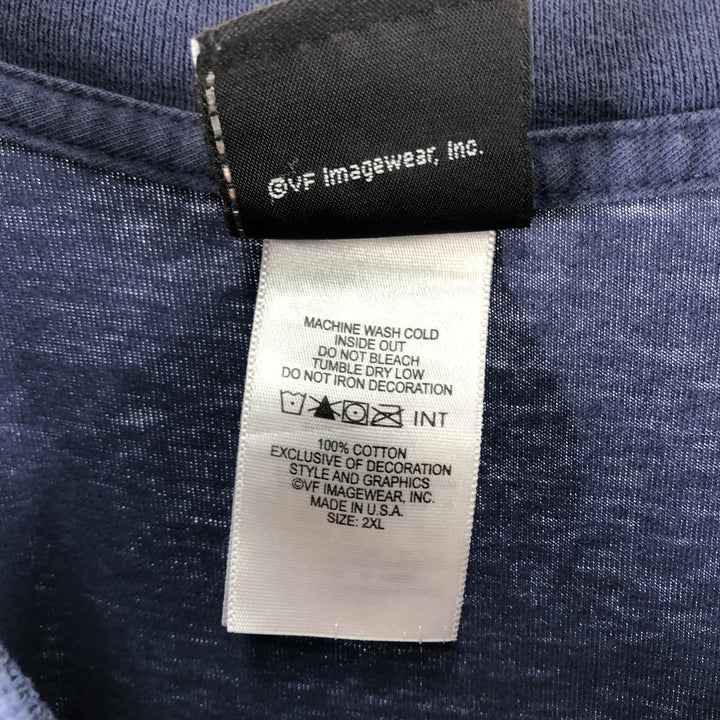 ©VF Imagewear, Inc.
MACHINE WASH COLD
INSIDE OUT
DO NOT BLEACH
TUMBLE DRY LOW
DO NOT IRON DECORATION
INT
100% COTTON
EXCLUSIVE OF DECORATION
STYLE AND GRAPHICS
©VF IMAGEWEAR, INC.
MADE IN U.S.A.
SIZE: 2XL